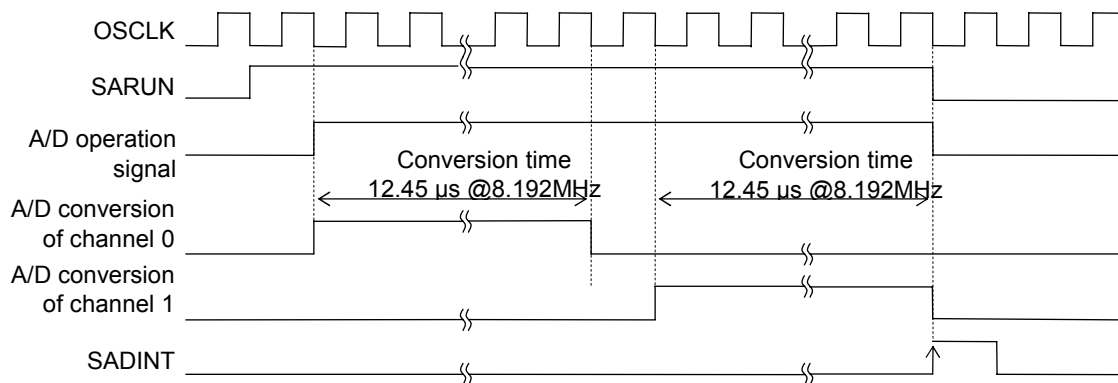 OSCLK
SARUN
A/D operation
signal
Conversion time
12.45 µs @8.192MHz
Conversion time
12.45 µs @8.192MHz
A/D conversion
of channel 0
A/D conversion
of channel 1
SADINT